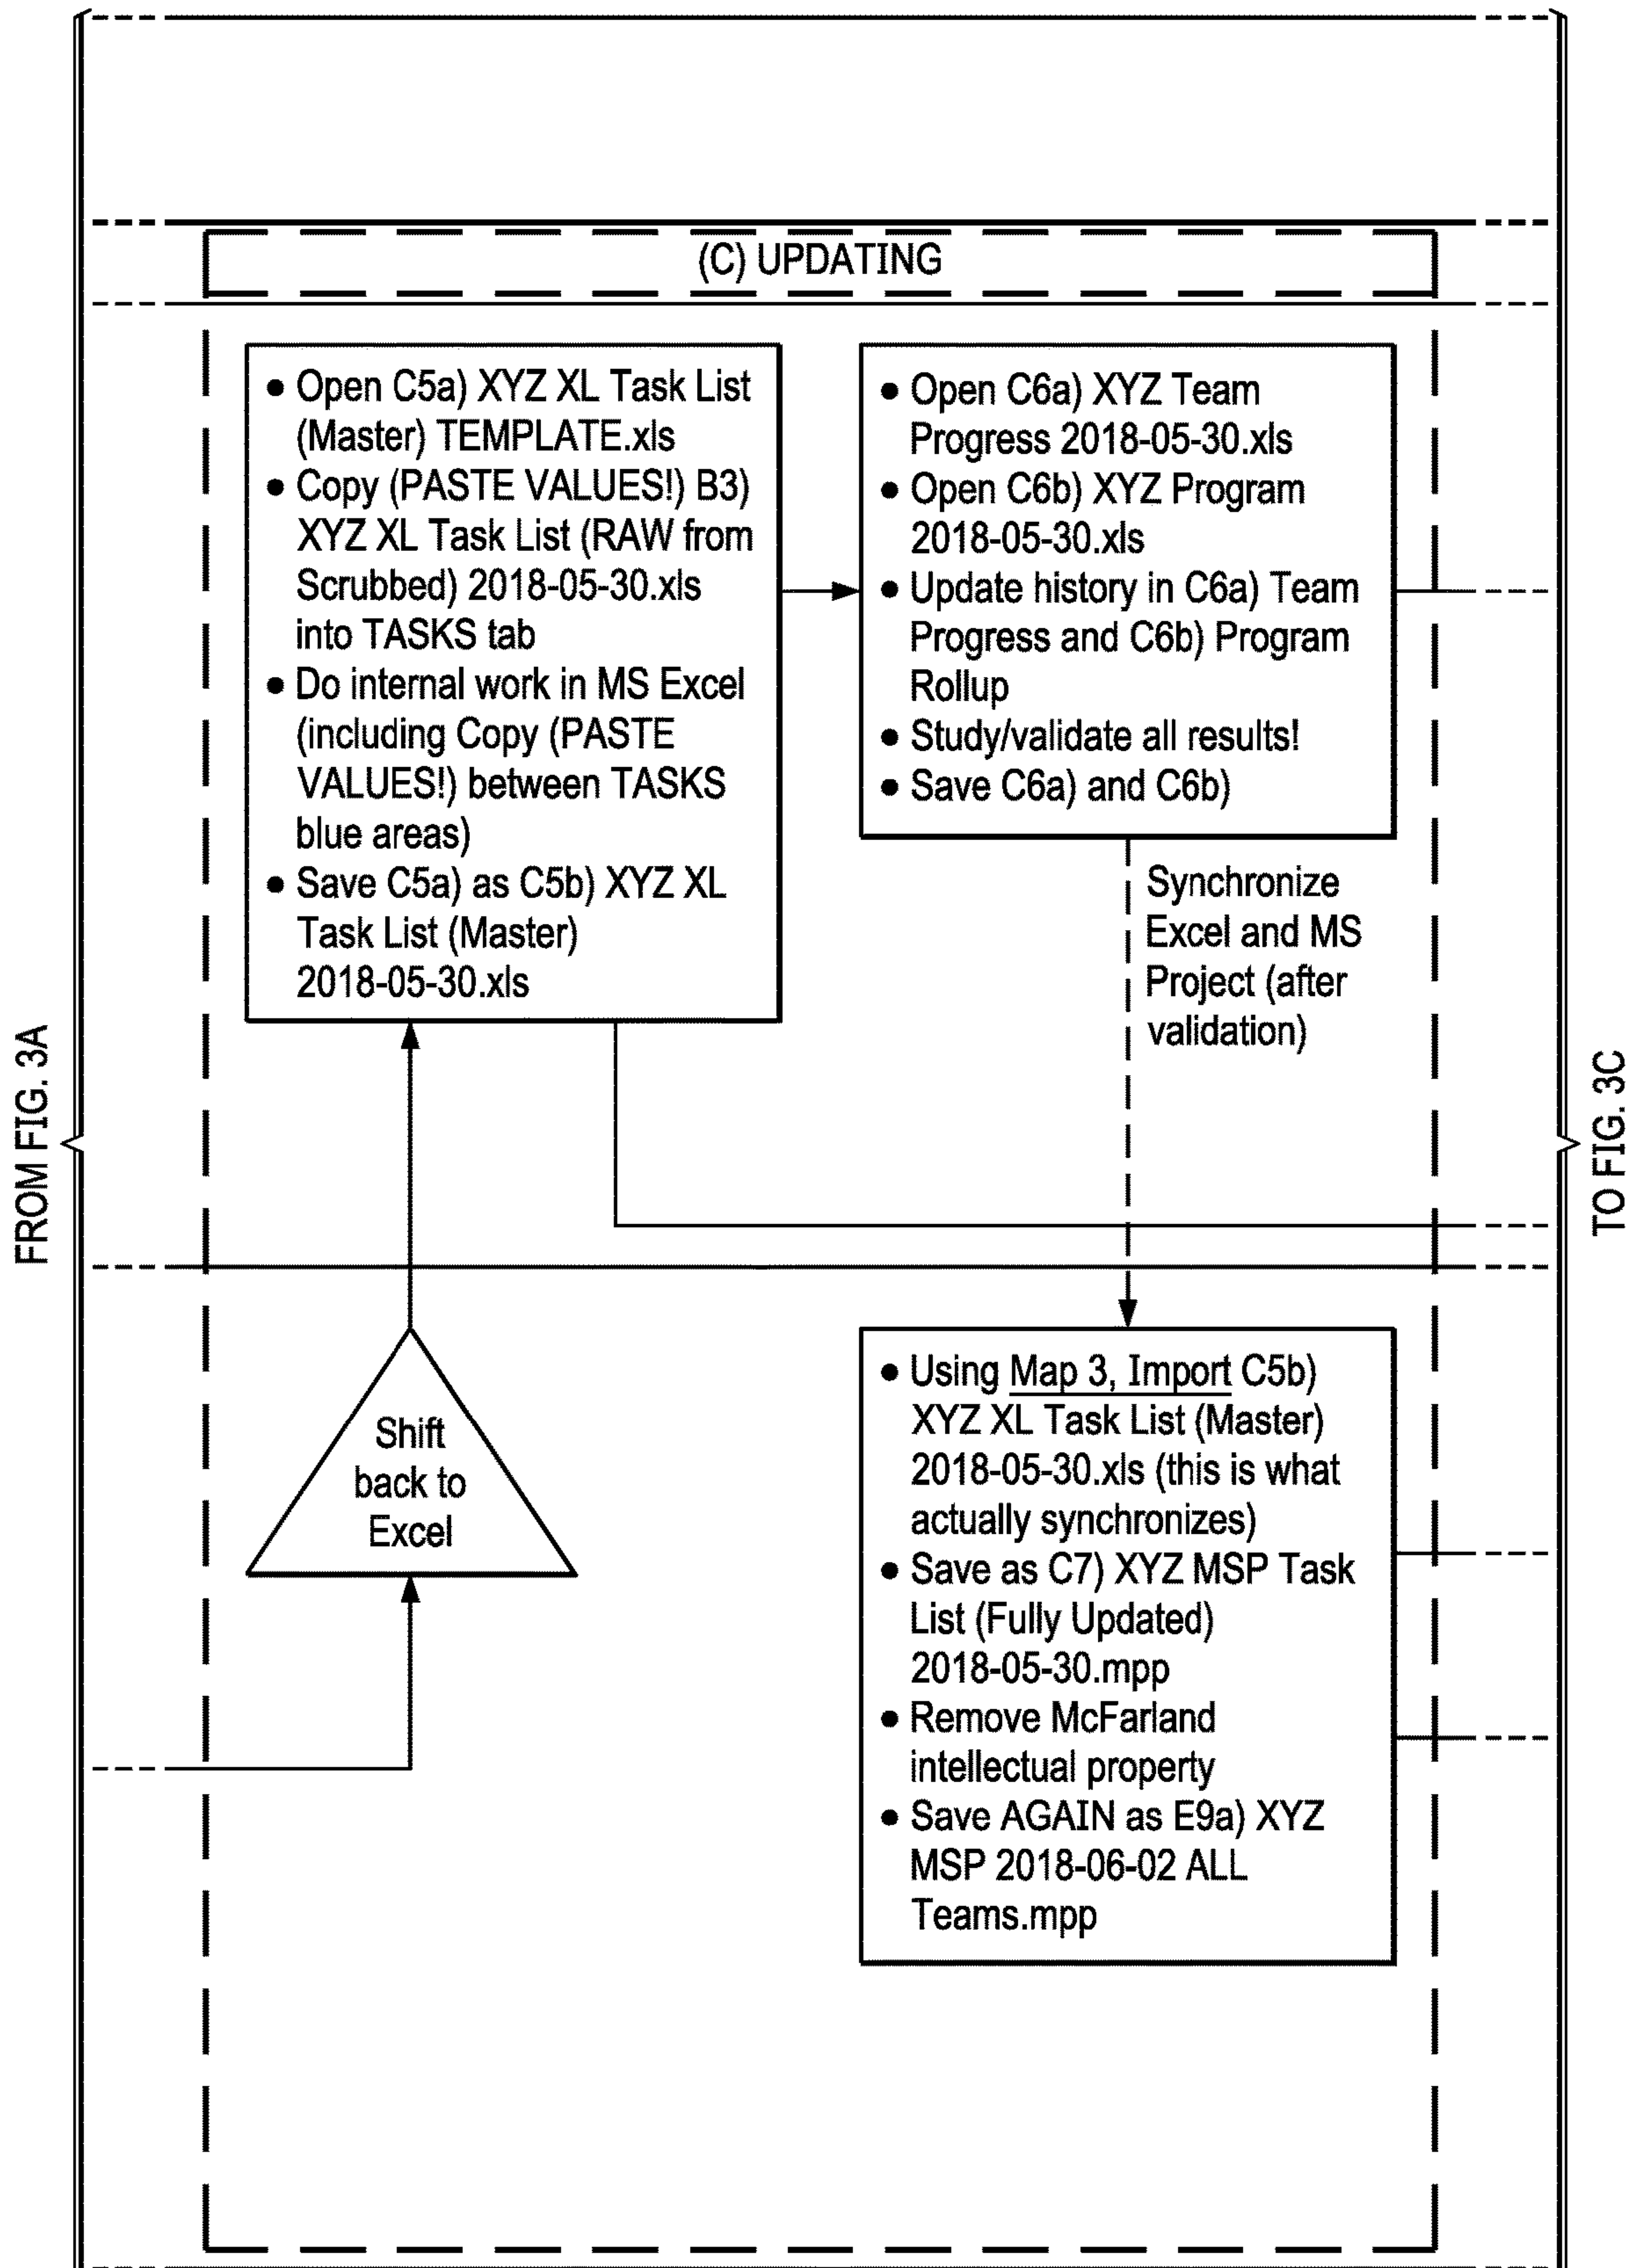 (C) UPDATING
• Open C5a) XYZ XL Task List
(Master) TEMPLATE.xls
• Copy (PASTE VALUES!) B3)
XYZ XL Task List (RAW from
Scrubbed) 2018-05-30.xls
into TASKS tab
• Do internal work in MS Excel
(including Copy (PASTE
VALUES!) between TASKS
blue areas)
• Save C5a) as C5b) XYZ XL
Task List (Master)
2018-05-30.xls
• Open C6a) XYZ Team
Progress 2018-05-30.xls
• Open C6b) XYZ Program
2018-05-30.xls
• Update history in C6a) Team
Progress and C6b) Program
Rollup
• Study/validate all results!
• Save C6a) and C6b)
Synchronize
Excel and MS
Project (after
validation)
FROM FIG. 3A
TO FIG. 3C
Shift
back to
Excel
• Using Map 3, Import C5b)
XYZ XL Task List (Master)
2018-05-30.xls (this is what
actually synchronizes)
• Save as C7) XYZ MSP Task
List (Fully Updated)
2018-05-30.mpp
• Remove McFarland
intellectual property
• Save AGAIN as E9a) XYZ
MSP 2018-06-02 ALL
Teams.mpp